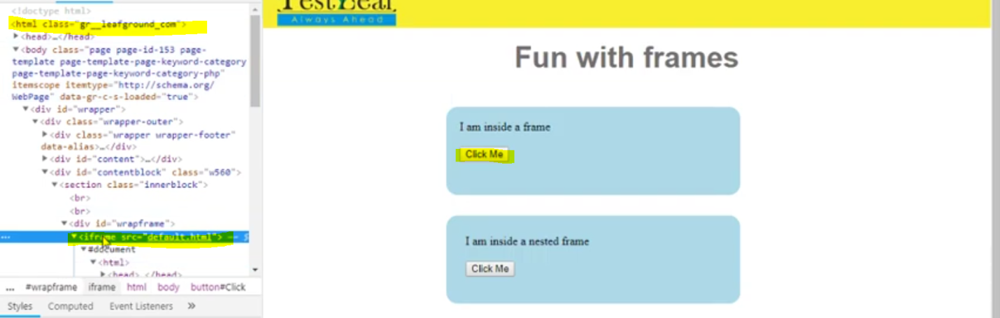 <!doctype html>
<html class="gr__leafground_com">
▶<head>…</head>
▼<body class="page page-id-153 page-
template page-template-page-keyword-category
page-template-page-keyword-category-php"
itemscope itemtype="http://schema.org/
WebPage" data-gr-c-s-loaded="true">
▼<div id="wrapper">
▼<div class="wrapper-outer">
▶<div class="wrapper wrapper-footer"
data-alias>…</div>
▶<div id="content">…</div>
▼<div id="contentblock" class="w560">
▼<section class="innerblock">
<br>
<br>
▼<div id="wrapframe">
… ▼<iframe src="default.html"> == $
▼#document
▼<html>
▶<head>…</head>
... #wrapframe iframe html body button#Click
Styles Computed Event Listeners »
TestLeaf
Always Ahead
Fun with frames
I am inside a frame
Click Me
I am inside a nested frame
Click Me